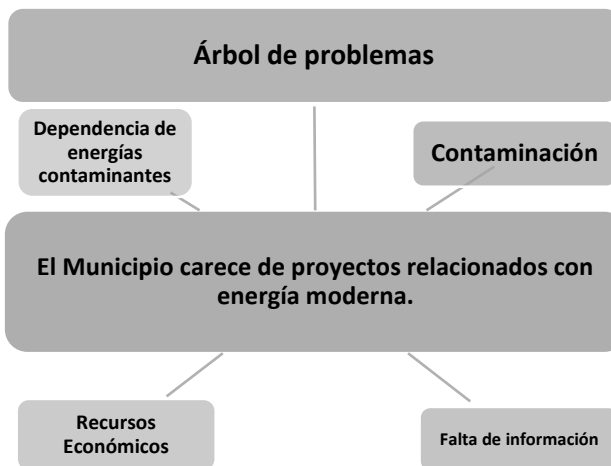 Árbol de problemas
Dependencia de
energías
contaminantes
Contaminación
El Municipio carece de proyectos relacionados con
energía moderna.
Recursos
Económicos
Falta de información